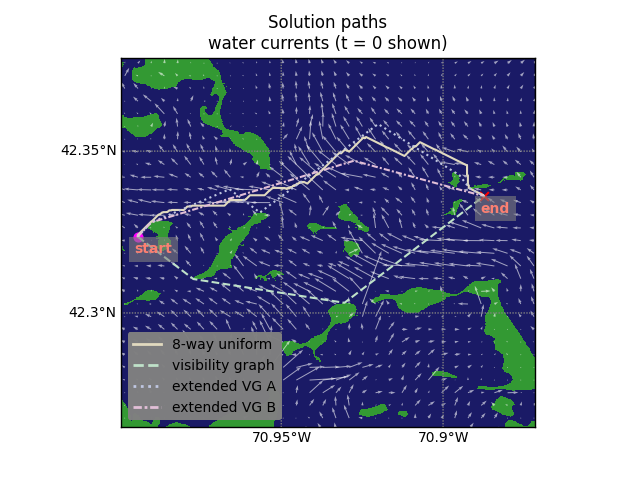 Solution paths
water currents (t = 0 shown)
42.35°N
42.3°N
start
end
8-way uniform
visibility graph
extended VG A
extended VG B
70.95°W
70.9°W